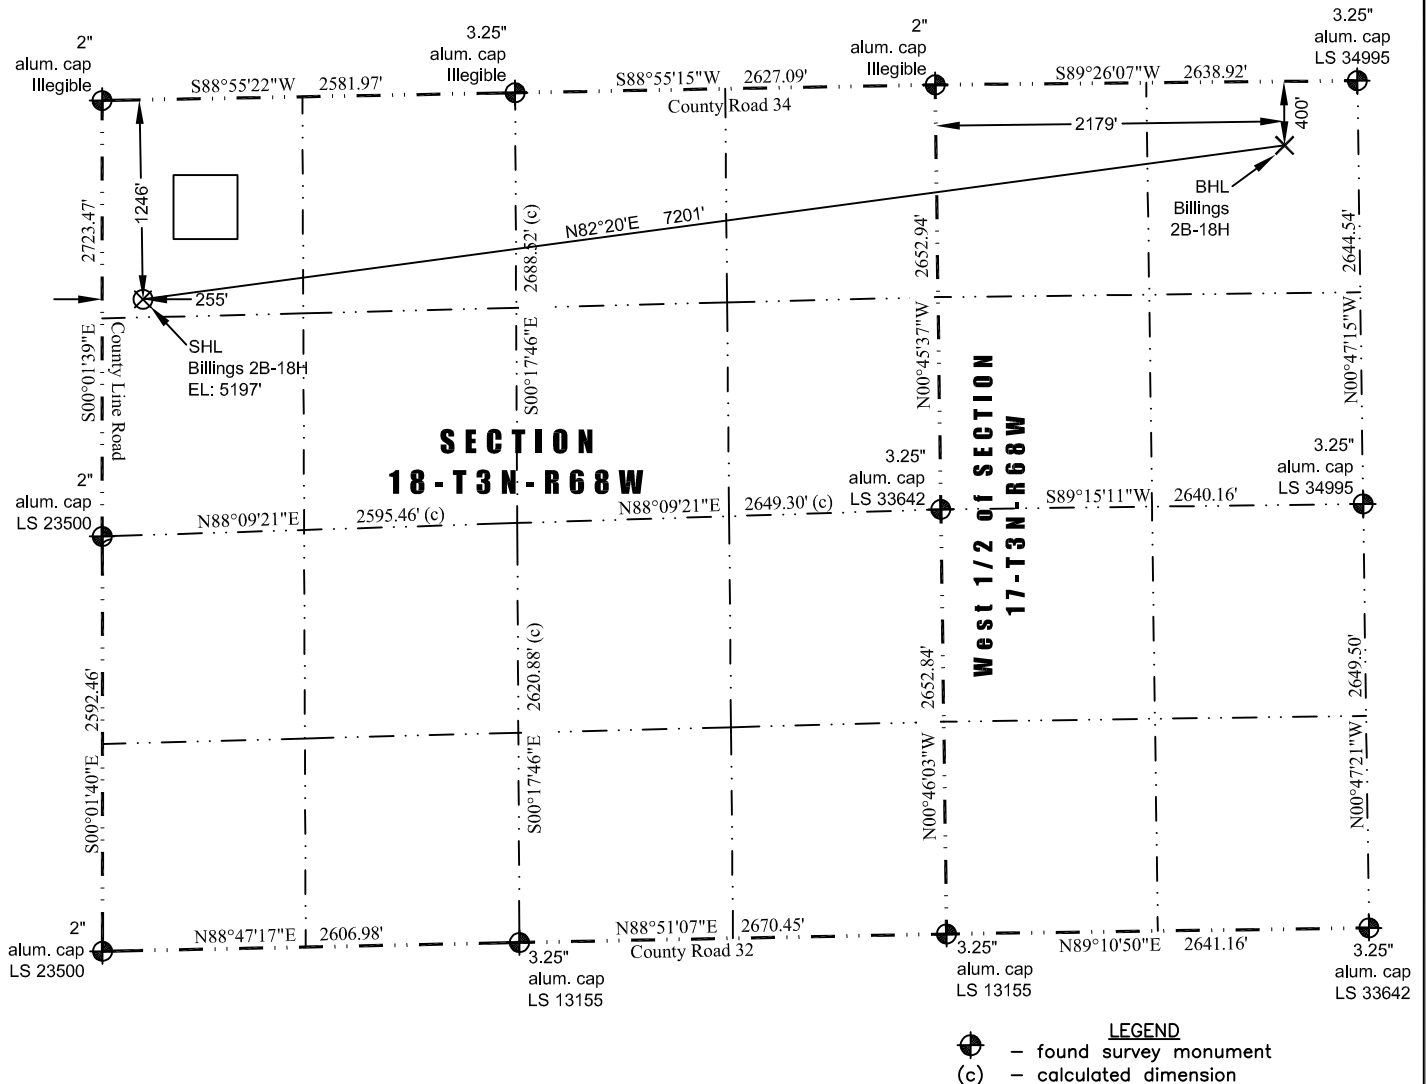 2"
alum. cap
Illegible
3.25"
alum. cap
Illegible
2"
alum. cap
Illegible
3.25"
alum. cap
LS 34995
S88°55'22"W 2581.97'
S88°55'15"W 2627.09'
S89°26'07"W 2638.92'
County Road 34
2179'
400'
1246'
BHL
Billings
2B-18H
N82°20'E 7201'
255'
SHL
Billings 2B-18H
EL: 5197'
S00°01'39"E 2723.47'
County Line Road
S00°17'46"E 2688.52' (c)
N00°45'37"W 2652.94'
N00°47'15"W 2644.54'
SECTION
18-T3N-R68W
West 1/2 of SECTION
17-T3N-R68W
2"
alum. cap
LS 23500
3.25"
alum. cap
LS 33642
3.25"
alum. cap
LS 34995
N88°09'21"E 2595.46' (c)
N88°09'21"E 2649.30' (c)
S89°15'11"W 2640.16'
S00°01'40"E 2592.46'
S00°17'46"E 2620.88' (c)
N00°46'03"W 2652.84'
N00°47'21"W 2649.50'
2"
alum. cap
LS 23500
N88°47'17"E 2606.98'
N88°51'07"E 2670.45'
N89°10'50"E 2641.16'
County Road 32
3.25"
alum. cap
LS 13155
3.25"
alum. cap
LS 13155
3.25"
alum. cap
LS 33642
LEGEND
– found survey monument
(c) – calculated dimension